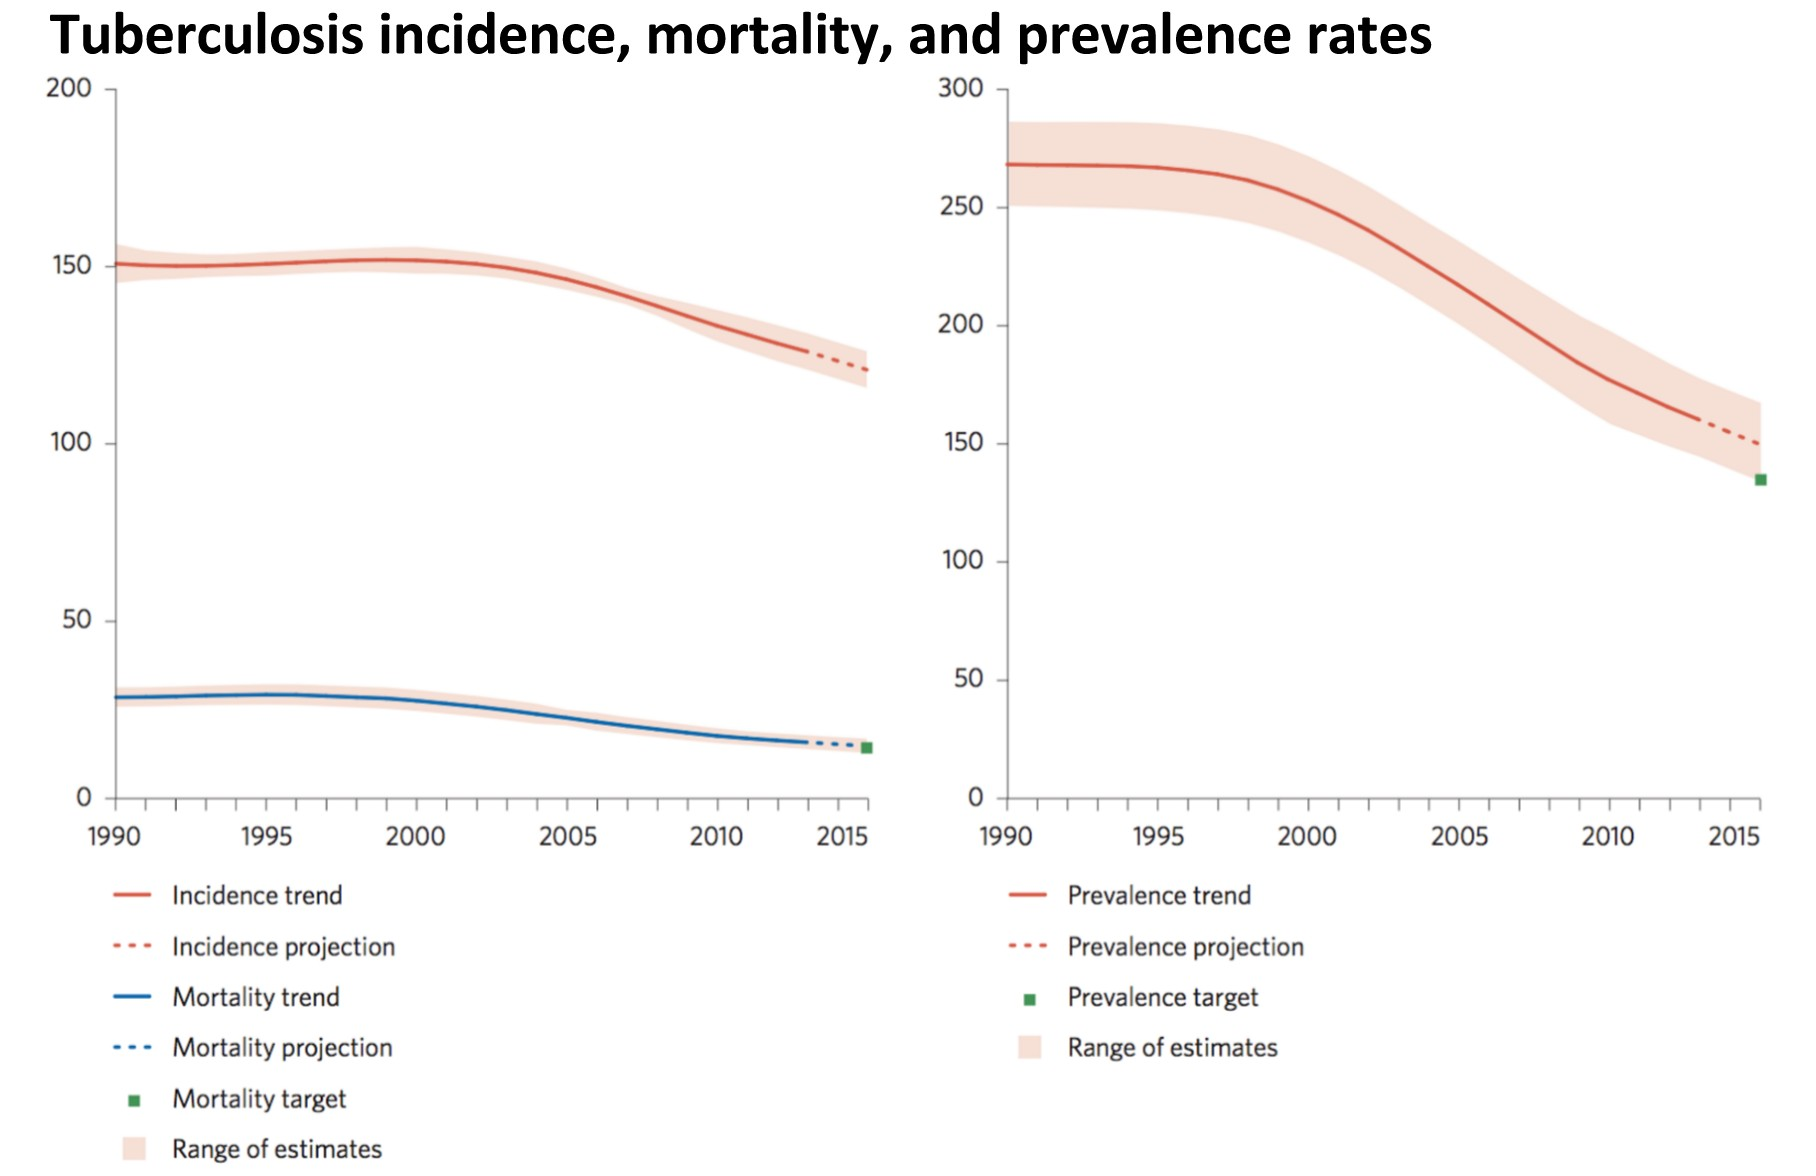 Tuberculosis incidence, mortality, and prevalence rates
200
150
100
50
0
1990 1995 2000 2005 2010 2015
Incidence trend
Incidence projection
Mortality trend
Mortality projection
Mortality target
Range of estimates
300
250
200
150
100
50
0
1990 1995 2000 2005 2010 2015
Prevalence trend
Prevalence projection
Prevalence target
Range of estimates